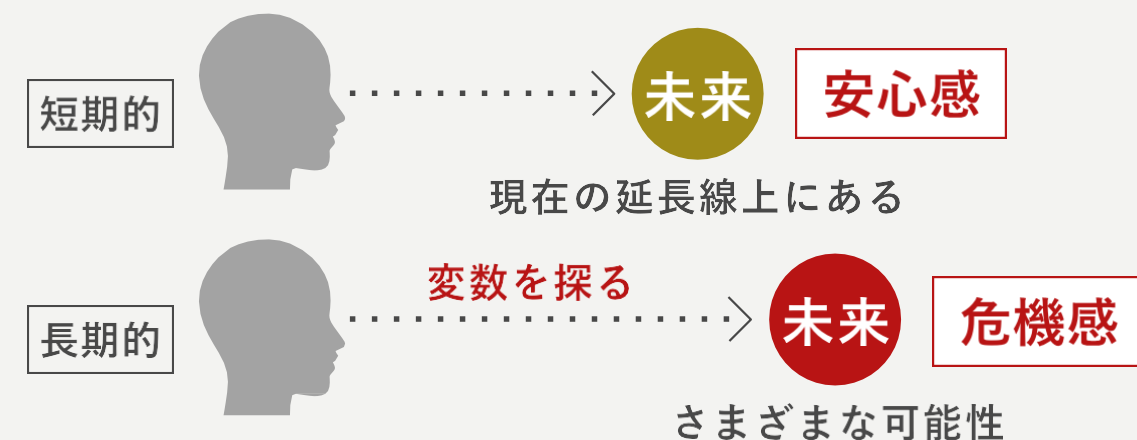 短期的
未来
安心感
現在の延長線上にある
変数を探る
長期的
未来
危機感
さまざまな可能性